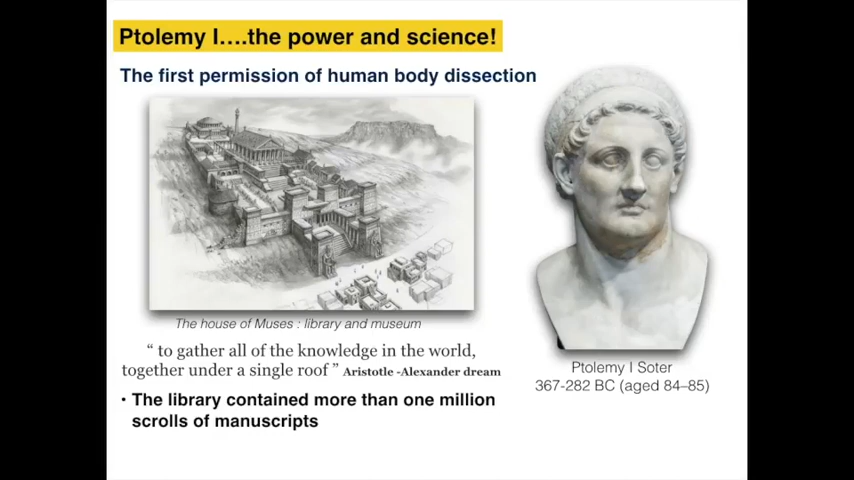 Ptolemy I....the power and science!
The first permission of human body dissection
The house of Muses : library and museum
“ to gather all of the knowledge in the world,
together under a single roof ” Aristotle -Alexander dream
• The library contained more than one million
scrolls of manuscripts
Ptolemy I Soter
367-282 BC (aged 84–85)